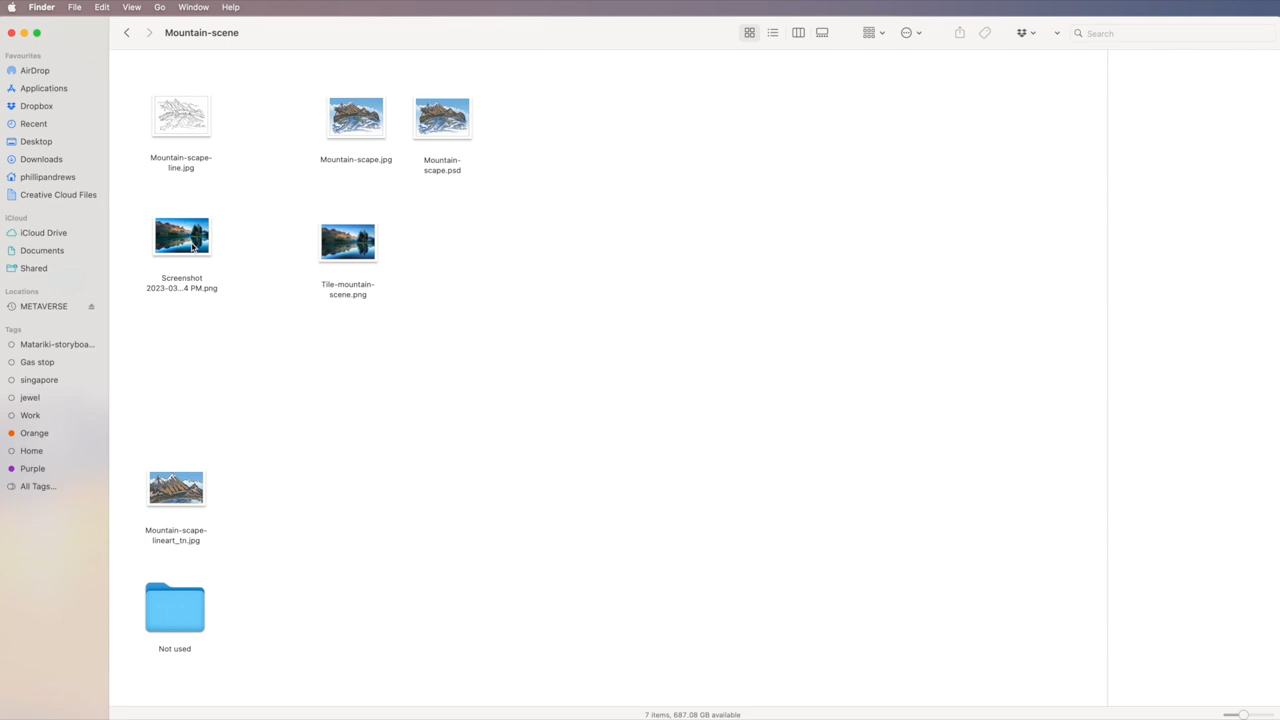 Finder File Edit View Go Window Help
Mountain-scene
Search
Favourites
AirDrop
Applications
Dropbox
Recent
Desktop
Downloads
phillipandrews
Creative Cloud Files
iCloud
iCloud Drive
Documents
Shared
Locations
METAVERSE
Tags
Matariki-storyboa...
Gas stop
singapore
jewel
Work
Orange
Home
Purple
All Tags...
Mountain-scape-
line.jpg
Mountain-scape.jpg
Mountain-
scape.psd
Screenshot
2023-03...4 PM.png
Tile-mountain-
scene.png
Mountain-scape-
lineart_tn.jpg
Not used
7 items, 687.08 GB available